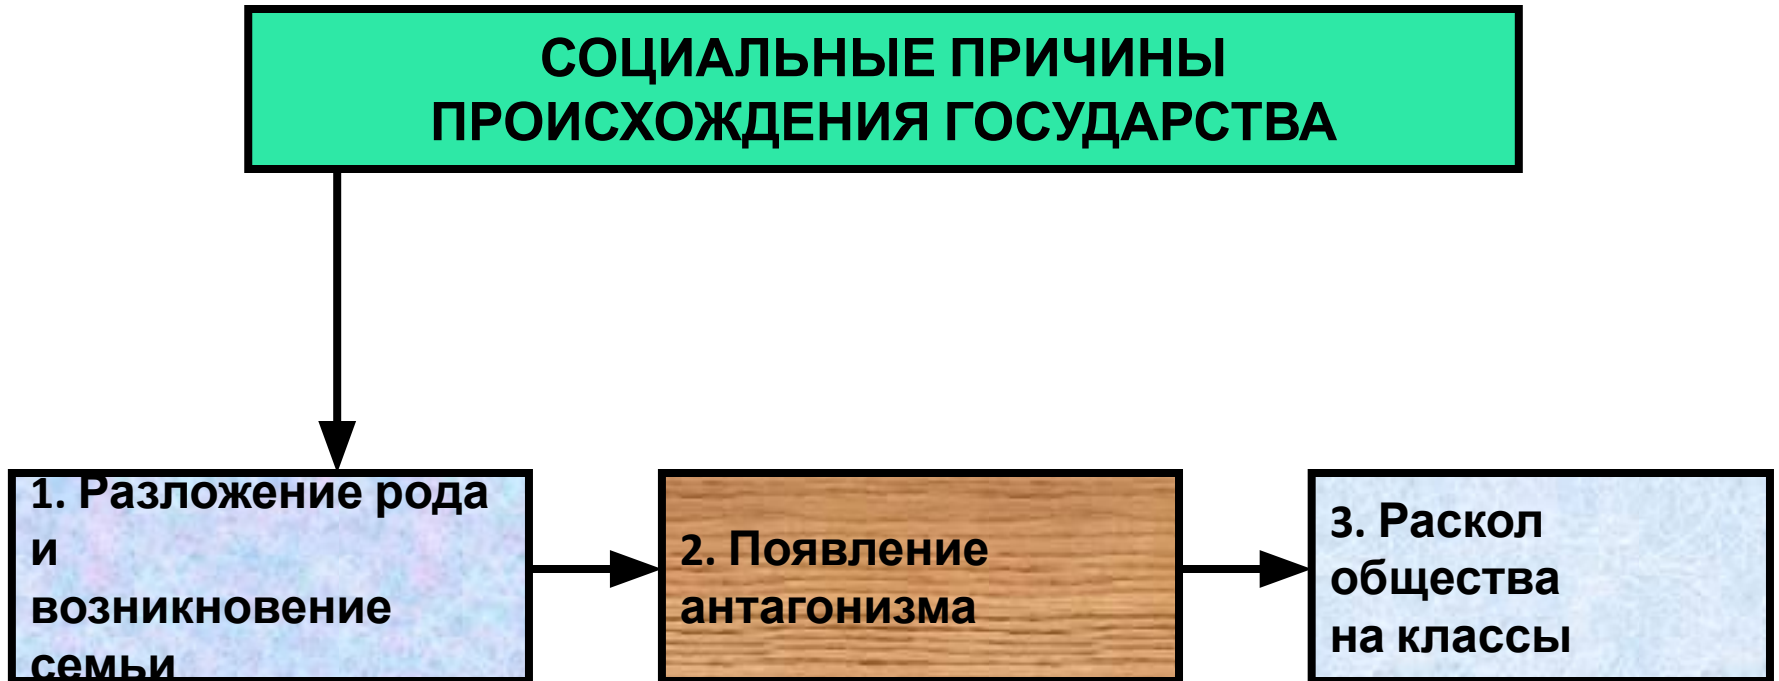 СОЦИАЛЬНЫЕ ПРИЧИНЫ
ПРОИСХОЖДЕНИЯ ГОСУДАРСТВА
1. Разложение рода
и
возникновение
семьи
2. Появление
антагонизма
3. Раскол
общества
на классы